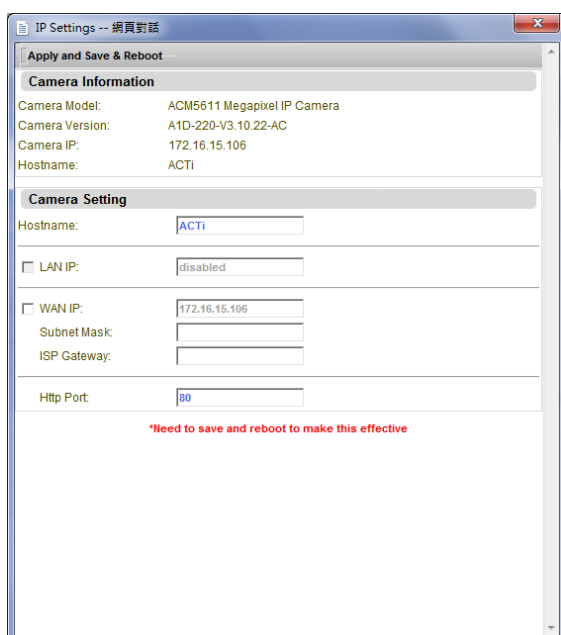 IP Settings -- 網頁對話
Apply and Save & Reboot
Camera Information
Camera Model: ACM5611 Megapixel IP Camera
Camera Version: A1D-220-V3.10.22-AC
Camera IP: 172.16.15.106
Hostname: ACTi
Camera Setting
Hostname: ACTi
LAN IP: disabled
WAN IP: 172.16.15.106
Subnet Mask:
ISP Gateway:
Http Port: 80
*Need to save and reboot to make this effective